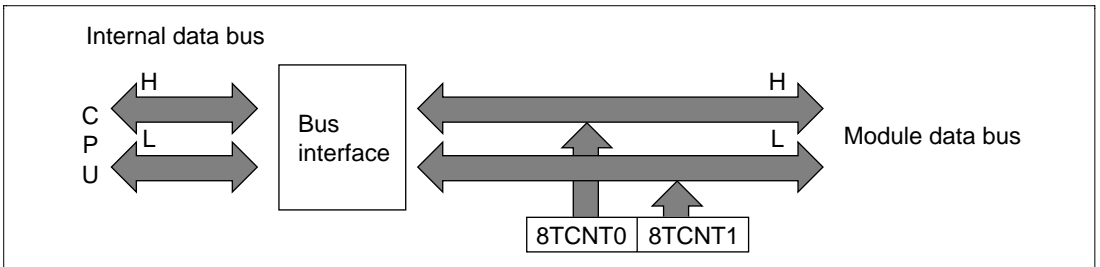 Internal data bus
H
H
C
P
U
L
L
Bus
interface
Module data bus
8TCNT0
8TCNT1